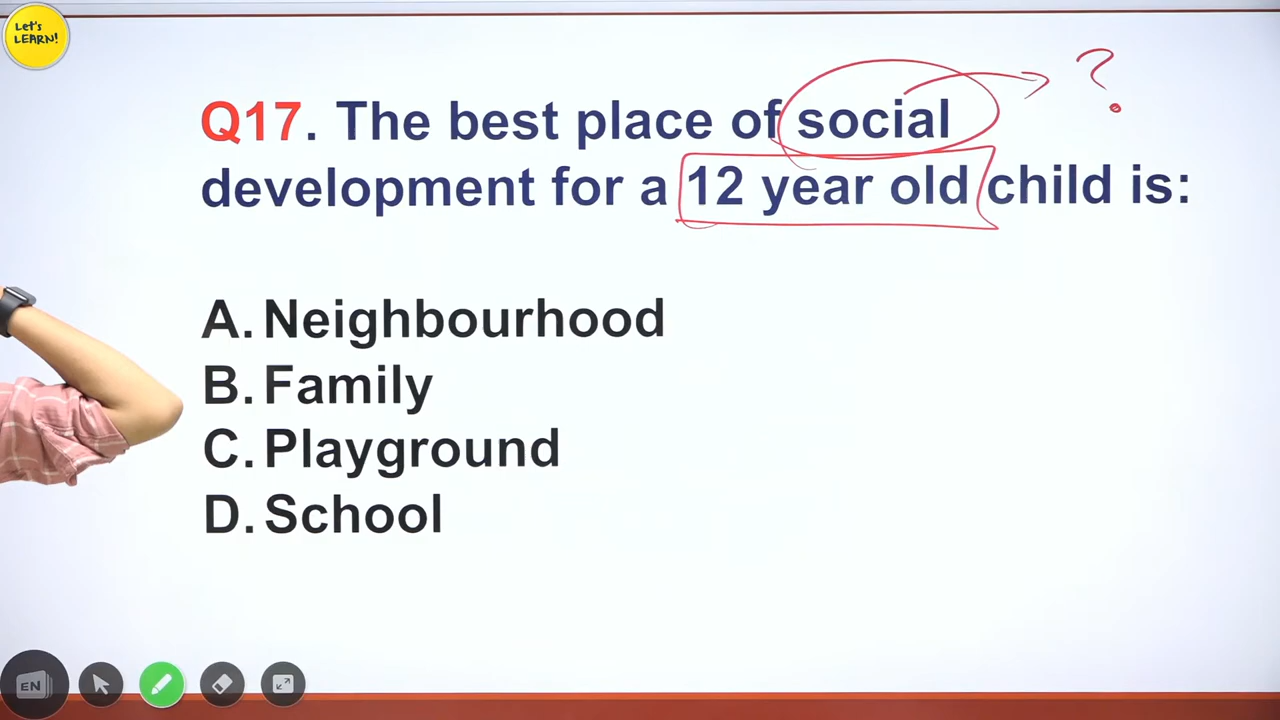 Let's
LEARN!
Q17. The best place of social
development for a 12 year old child is:
?
A. Neighbourhood
B. Family
C. Playground
D. School
EN